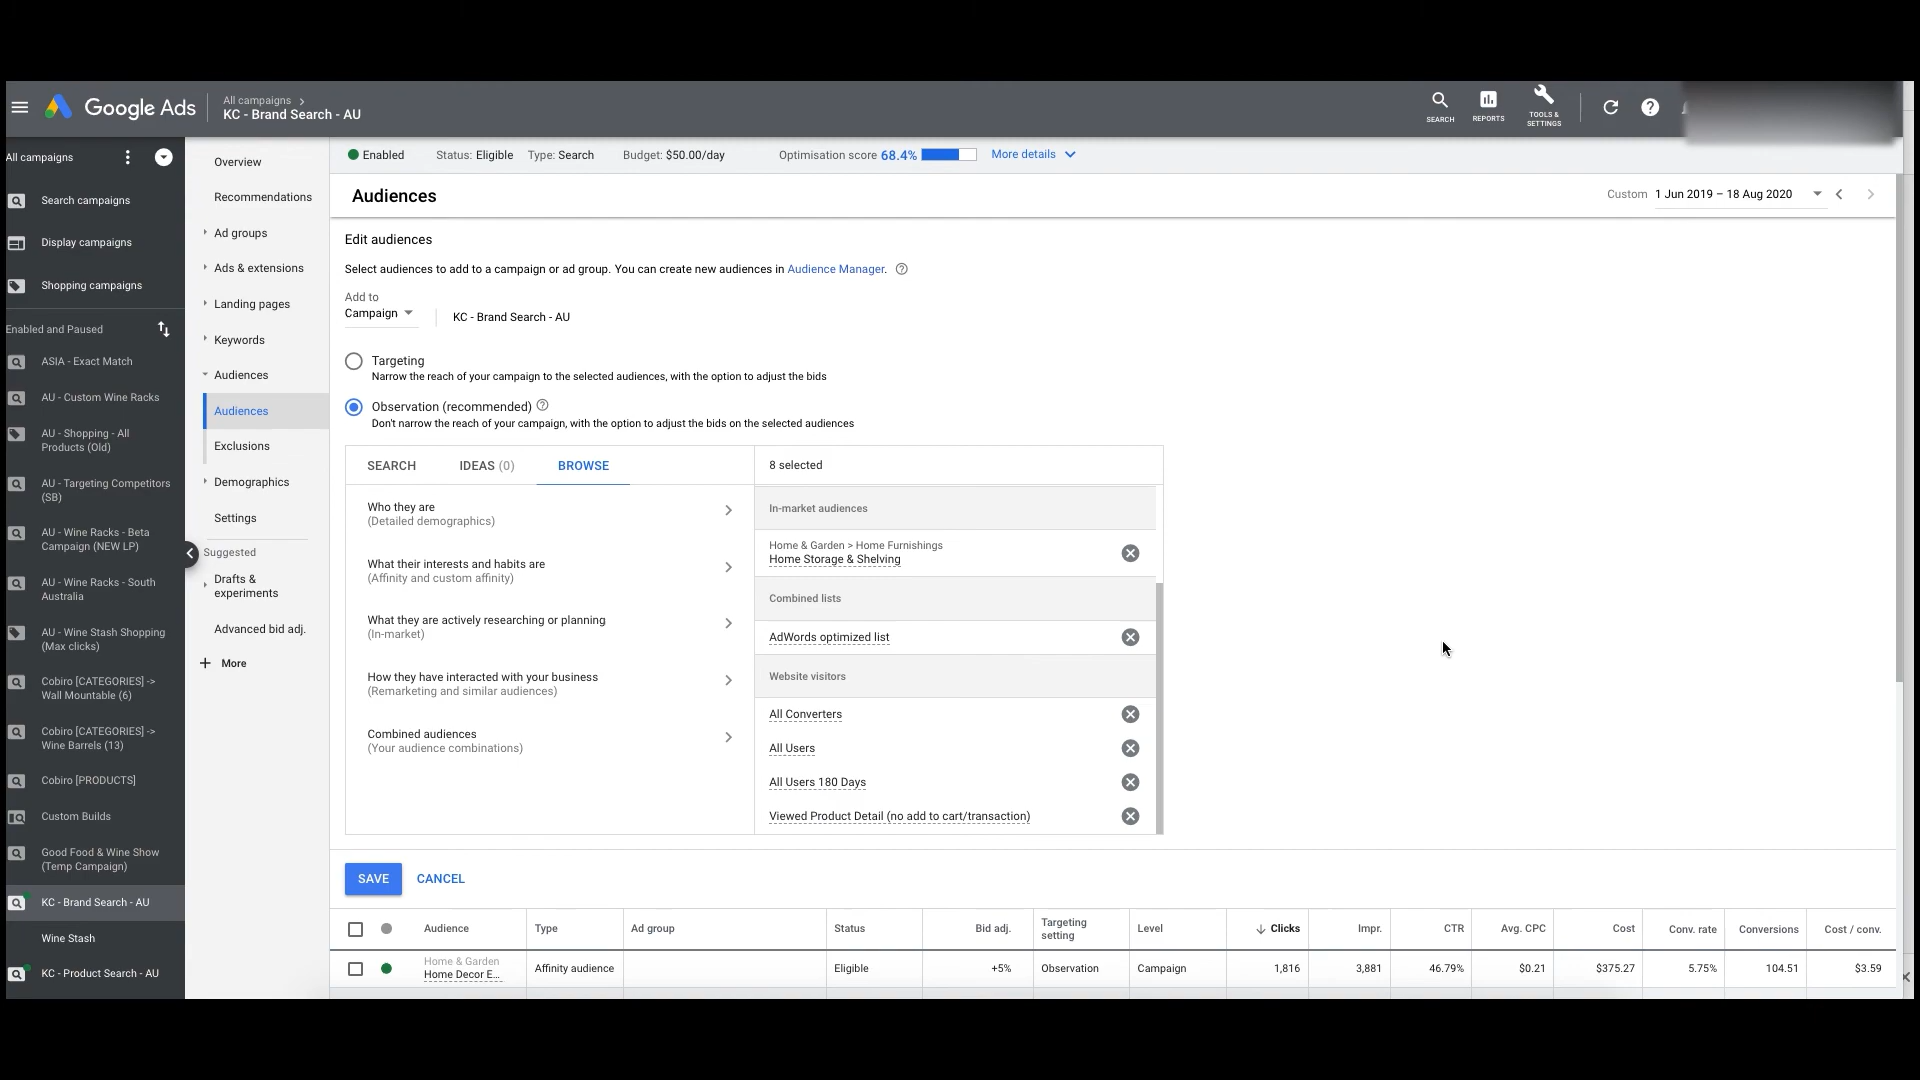 Google Ads
All campaigns
KC - Brand Search - AU
SEARCH
REPORTS
TOOLS &
SETTINGS
All campaigns
Search campaigns
Display campaigns
Shopping campaigns
Enabled and Paused
ASIA - Exact Match
AU - Custom Wine Racks
AU - Shopping - All
Products (Old)
AU - Targeting Competitors
(SB)
AU - Wine Racks - Beta
Campaign (NEW LP)
AU - Wine Racks - South
Australia
AU - Wine Stash Shopping
(Max clicks)
Cobiro [CATEGORIES] ->
Wall Mountable (6)
Cobiro [CATEGORIES] ->
Wine Barrels (13)
Cobiro [PRODUCTS]
Custom Builds
Good Food & Wine Show
(Temp Campaign)
KC - Brand Search - AU
Wine Stash
KC - Product Search - AU
Overview
Recommendations
Ad groups
Ads & extensions
Landing pages
Keywords
Audiences
Audiences
Exclusions
Demographics
Settings
Suggested
Drafts &
experiments
Advanced bid adj.
+ More
Enabled Status: Eligible Type: Search Budget: $50.00/day Optimisation score 68.4% More details
Audiences
Custom 1 Jun 2019 – 18 Aug 2020
Edit audiences
Select audiences to add to a campaign or ad group. You can create new audiences in Audience Manager.
Add to
Campaign
KC - Brand Search - AU
Targeting
Narrow the reach of your campaign to the selected audiences, with the option to adjust the bids
Observation (recommended)
Don't narrow the reach of your campaign, with the option to adjust the bids on the selected audiences
SEARCH IDEAS (0) BROWSE
Who they are
(Detailed demographics)
What their interests and habits are
(Affinity and custom affinity)
What they are actively researching or planning
(In-market)
How they have interacted with your business
(Remarketing and similar audiences)
Combined audiences
(Your audience combinations)
8 selected
In-market audiences
Home & Garden > Home Furnishings
Home Storage & Shelving
Combined lists
AdWords optimized list
Website visitors
All Converters
All Users
All Users 180 Days
Viewed Product Detail (no add to cart/transaction)
SAVE CANCEL
Audience Type Ad group Status Bid adj. Targeting setting Level Clicks Impr. CTR Avg. CPC Cost Conv. rate Conversions Cost / conv.
Home & Garden
Home Decor E... Affinity audience Eligible +5% Observation Campaign 1,816 3,881 46.79% $0.21 $375.27 5.75% 104.51 $3.59